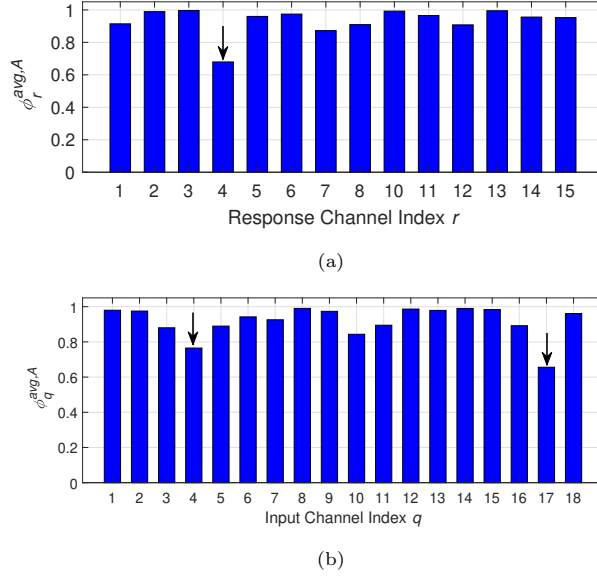 1
0.8
0.6
0.4
0.2
0
ϕ_r^{avg,A}
1 2 3 4 5 6 7 8 10 11 12 13 14 15
Response Channel Index r
(a)
1
0.8
0.6
0.4
0.2
0
ϕ_q^{avg,A}
1 2 3 4 5 6 7 8 9 10 11 12 13 14 15 16 17 18
Input Channel Index q
(b)